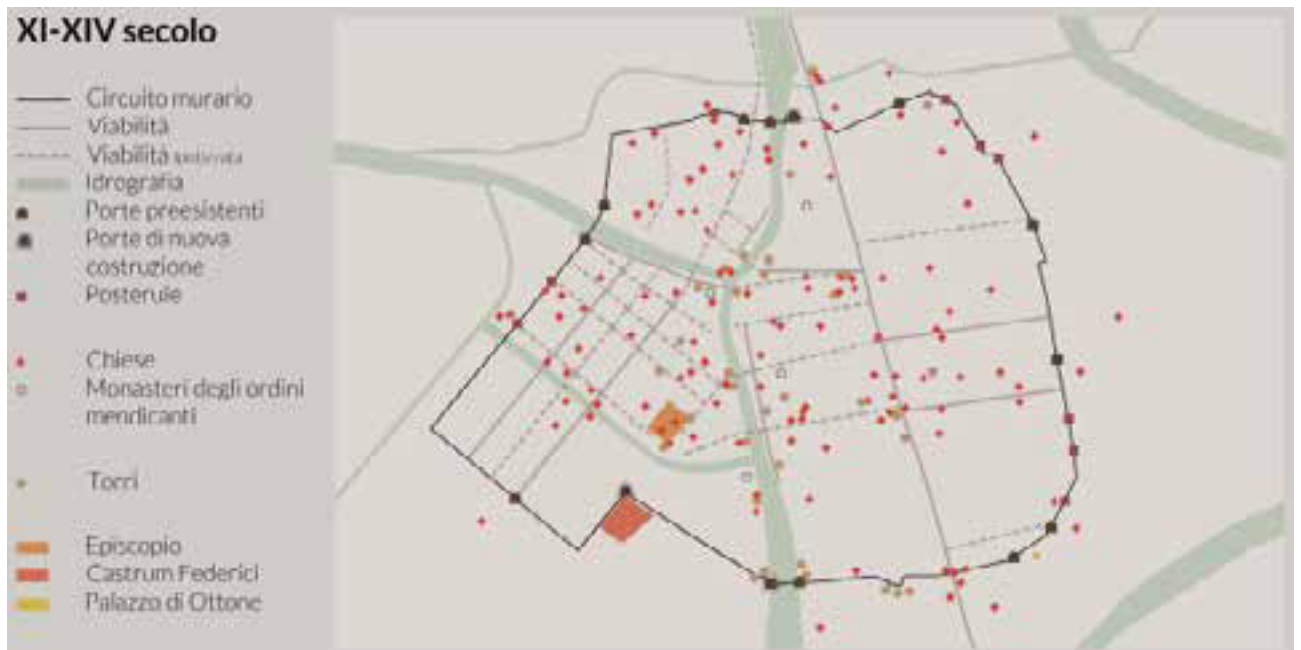 XI-XIV secolo
Circuito murario
Viabilità
Viabilità
Idrografia
Porte preesistenti
Porte di nuova
costruzione
Posterule
Chiese
Monasteri degli ordini
mendicanti
Torri
Episcopio
Castrum Federici
Palazzo di Ottone